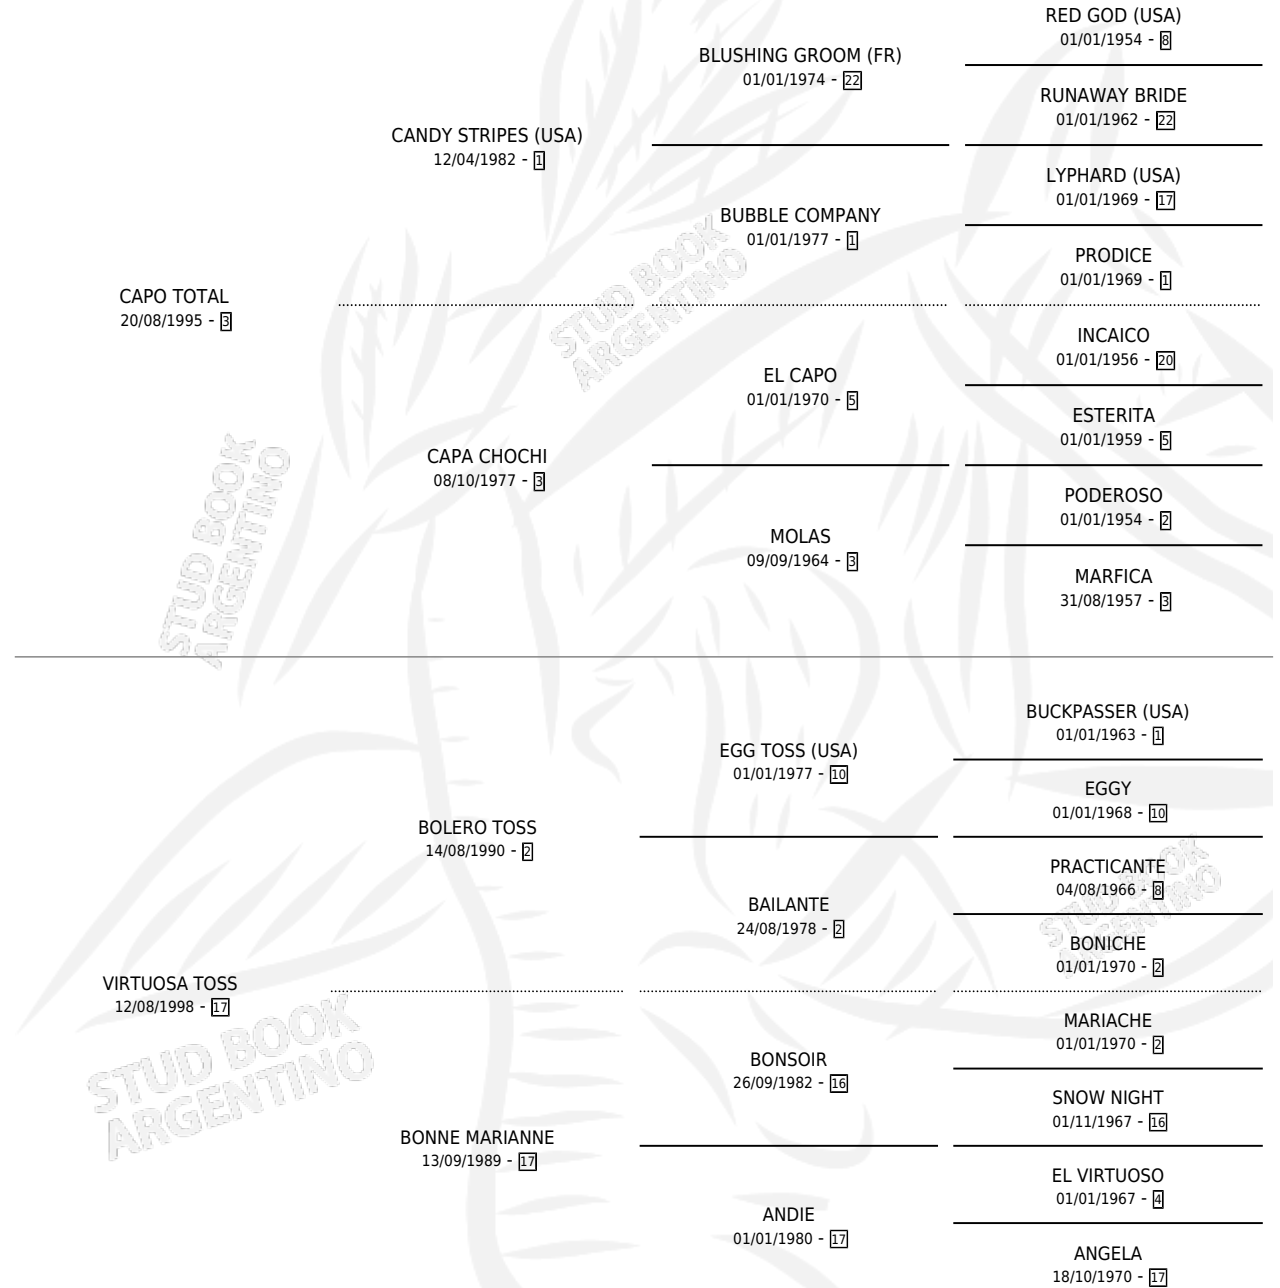 RED GOD (USA)
01/01/1954 - 8
BLUSHING GROOM (FR)
01/01/1974 - 22
RUNAWAY BRIDE
01/01/1962 - 22
CANDY STRIPES (USA)
12/04/1982 - 1
LYPHARD (USA)
01/01/1969 - 17
BUBBLE COMPANY
01/01/1977 - 1
PRODICE
01/01/1969 - 1
CAPO TOTAL
20/08/1995 - 3
STUD BOOK
ARGENTINO
INCAICO
01/01/1956 - 20
EL CAPO
01/01/1970 - 5
ESTERITA
01/01/1959 - 5
CAPA CHOCHI
08/10/1977 - 3
PODEROSO
01/01/1954 - 2
MOLAS
09/09/1964 - 3
MARFICA
31/08/1957 - 3
STUD BOOK
ARGENTINO
BUCKPASSER (USA)
01/01/1963 - 1
EGG TOSS (USA)
01/01/1977 - 10
EGGY
01/01/1968 - 10
BOLERO TOSS
14/08/1990 - 2
PRACTICANTE
04/08/1966 - 8
BAILANTE
24/08/1978 - 2
STUD BOOK
ARGENTINO
BONICHE
01/01/1970 - 2
VIRTUOSA TOSS
12/08/1998 - 17
STUD BOOK
ARGENTINO
MARIACHE
01/01/1970 - 2
BONSOIR
26/09/1982 - 16
SNOW NIGHT
01/11/1967 - 16
BONNE MARIANNE
13/09/1989 - 17
EL VIRTUOSO
01/01/1967 - 4
ANDIE
01/01/1980 - 17
ANGELA
18/10/1970 - 17